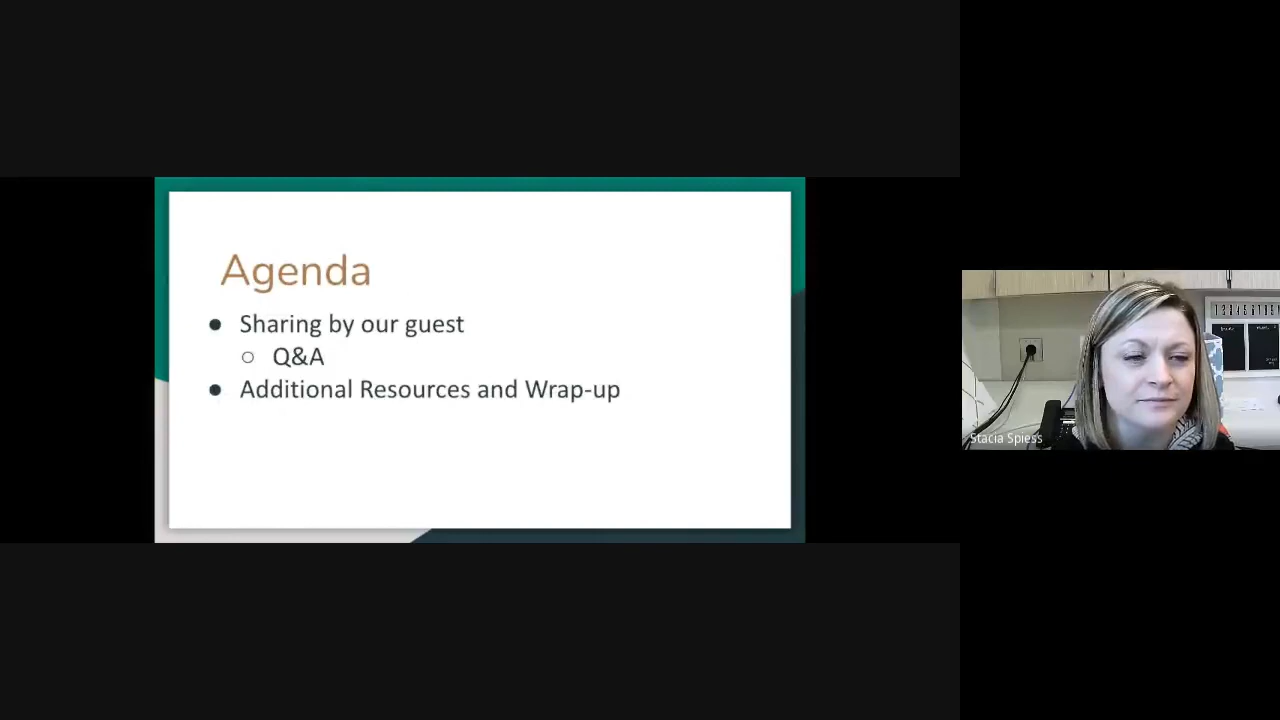 Agenda
● Sharing by our guest
○ Q&A
● Additional Resources and Wrap-up
Stacia Spiess